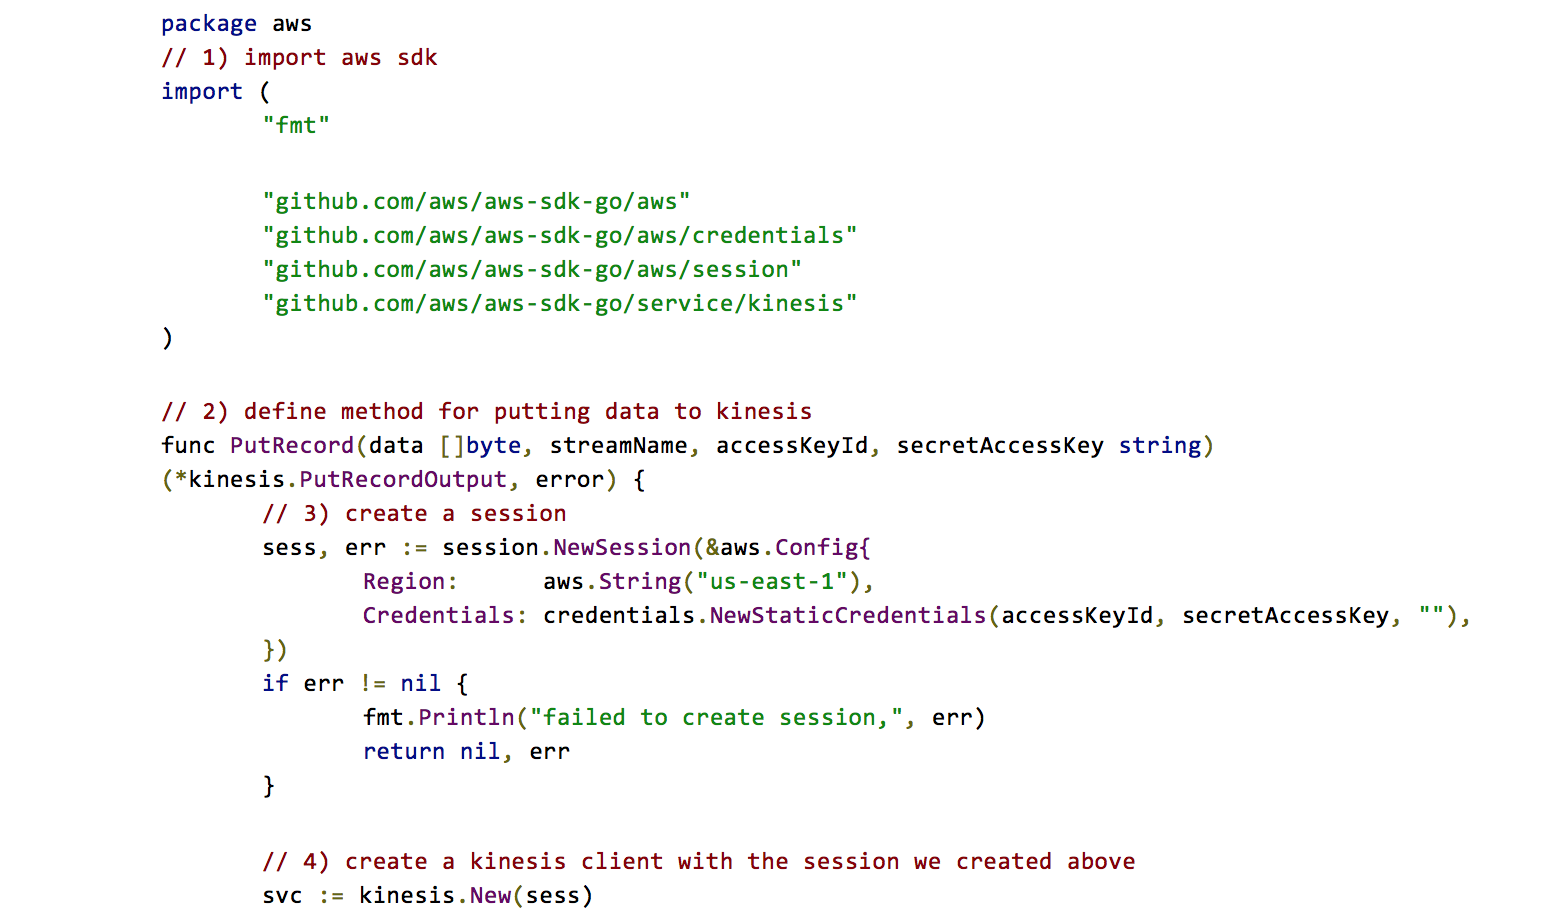 package aws
// 1) import aws sdk
import (
"fmt"
"github.com/aws/aws-sdk-go/aws"
"github.com/aws/aws-sdk-go/aws/credentials"
"github.com/aws/aws-sdk-go/aws/session"
"github.com/aws/aws-sdk-go/service/kinesis"
)
// 2) define method for putting data to kinesis
func PutRecord(data []byte, streamName, accessKeyId, secretAccessKey string)
(*kinesis.PutRecordOutput, error) {
// 3) create a session
sess, err := session.NewSession(&aws.Config{
Region:      aws.String("us-east-1"),
Credentials: credentials.NewStaticCredentials(accessKeyId, secretAccessKey, ""),
})
if err != nil {
fmt.Println("failed to create session,", err)
return nil, err
}
// 4) create a kinesis client with the session we created above
svc := kinesis.New(sess)